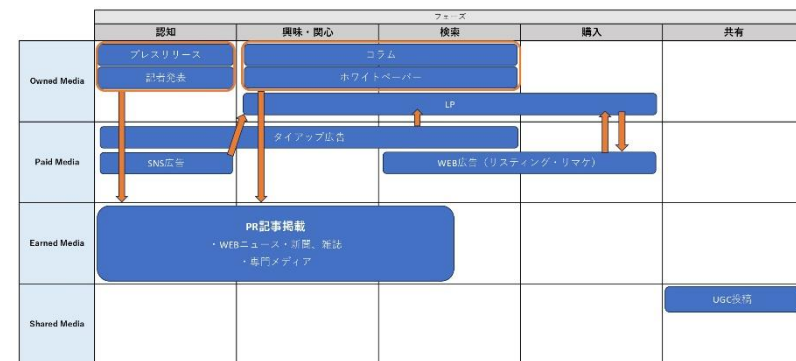 フェーズ
認知
興味・関心
検索
購入
共有
Owned Media
プレスリリース
コラム
記者発表
ホワイトペーパー
LP
Paid Media
タイアップ広告
SNS広告
WEB広告（リスティング・リマケ）
Earned Media
PR記事掲載
・WEBニュース・新聞、雑誌
・専門メディア
Shared Media
UGC投稿